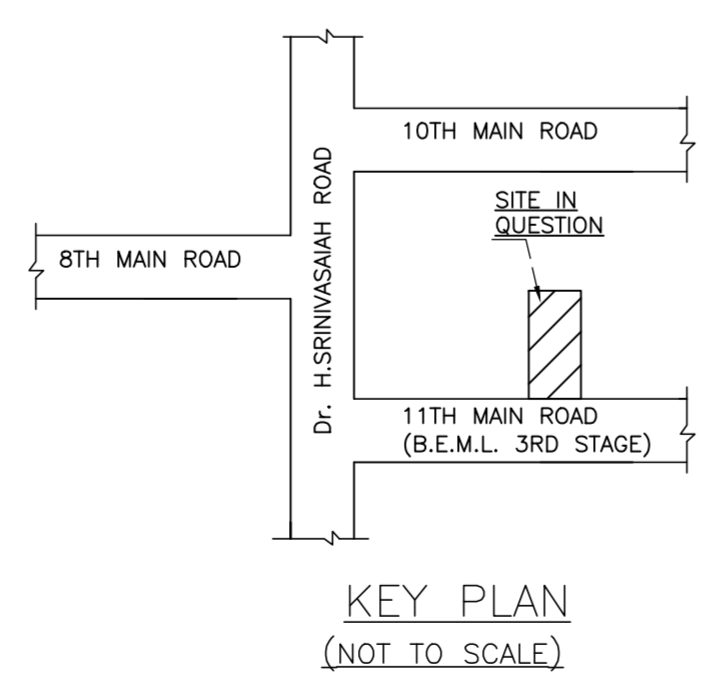 10TH MAIN ROAD
SITE IN
QUESTION
8TH MAIN ROAD
Dr. H.SRINIVASAIAH ROAD
11TH MAIN ROAD
(B.E.M.L. 3RD STAGE)
KEY PLAN
(NOT TO SCALE)